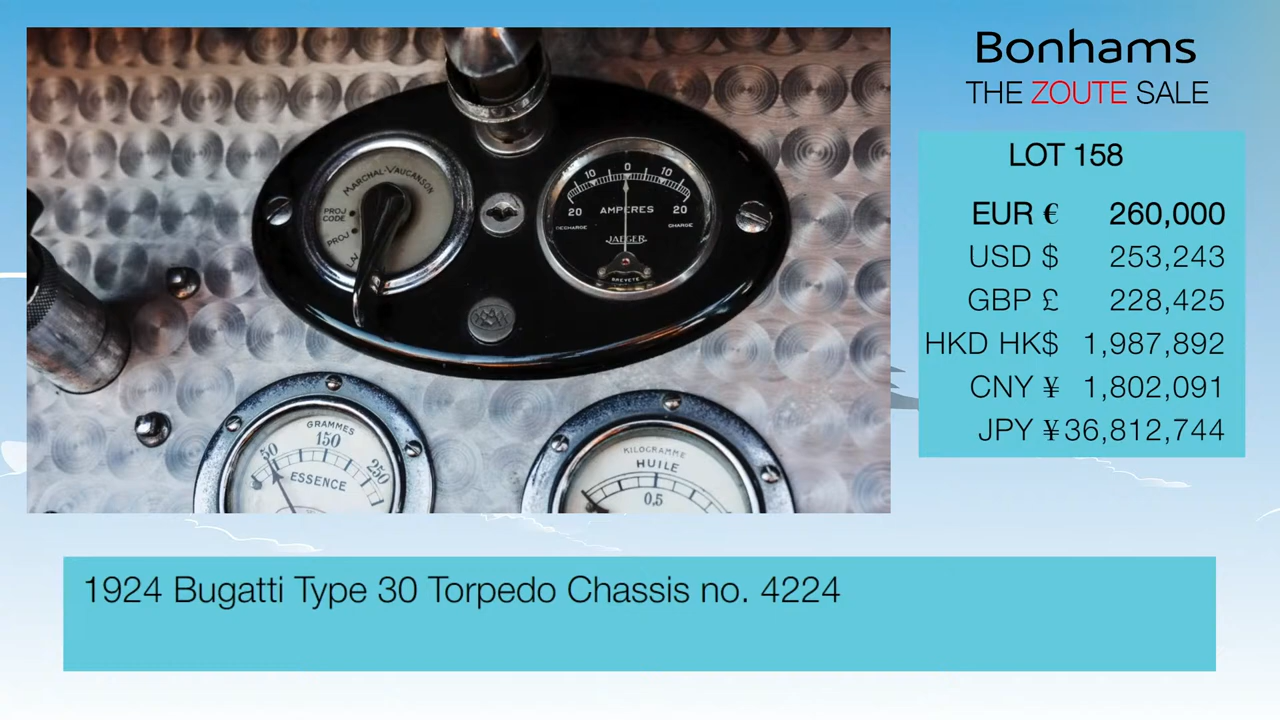 Bonhams
THE ZOUTE SALE
LOT 158
EUR € 260,000
USD $ 253,243
GBP £ 228,425
HKD HK$ 1,987,892
CNY ¥ 1,802,091
JPY ¥36,812,744
MARCHAL-VAUCANSON
PROJ
CODE
PROJ
10 0 10
20 AMPERES 20
DECHARGE CHARGE
JAEGER
BREVETE
GRAMMES
50 150 250
ESSENCE
KILOGRAMME
HUILE
0,5
1924 Bugatti Type 30 Torpedo Chassis no. 4224